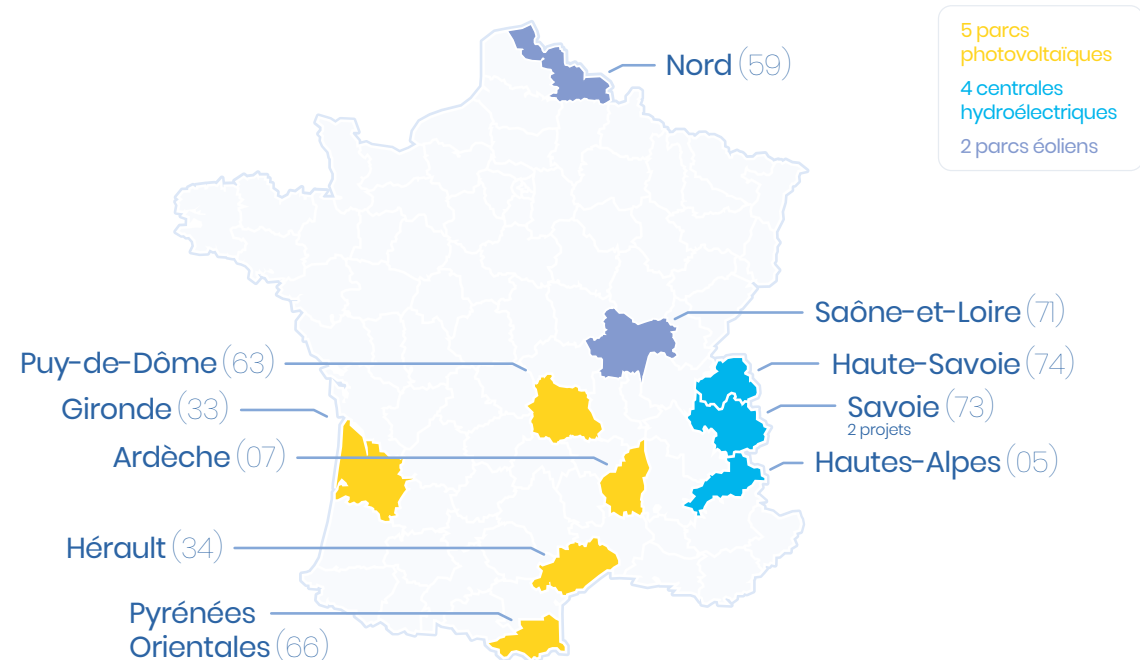 5 parcs
photovoltaïques
4 centrales
hydroélectriques
2 parcs éoliens
Nord (59)
Saône-et-Loire (71)
Puy-de-Dôme (63)
Haute-Savoie (74)
Gironde (33)
Savoie (73)
2 projets
Ardèche (07)
Hautes-Alpes (05)
Hérault (34)
Pyrénées
Orientales (66)